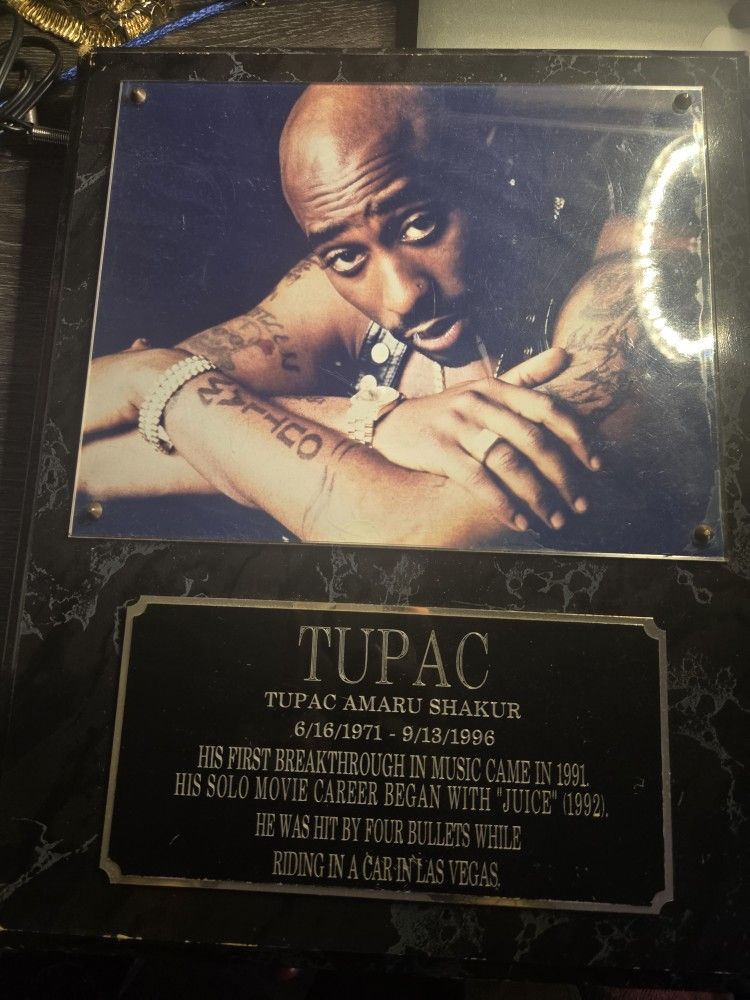 TUPAC
TUPAC AMARU SHAKUR
6/16/1971 - 9/13/1996
HIS FIRST BREAKTHROUGH IN MUSIC CAME IN 1991.
HIS SOLO MOVIE CAREER BEGAN WITH "JUICE" (1992).
HE WAS HIT BY FOUR BULLETS WHILE
RIDING IN A CAR IN LAS VEGAS.